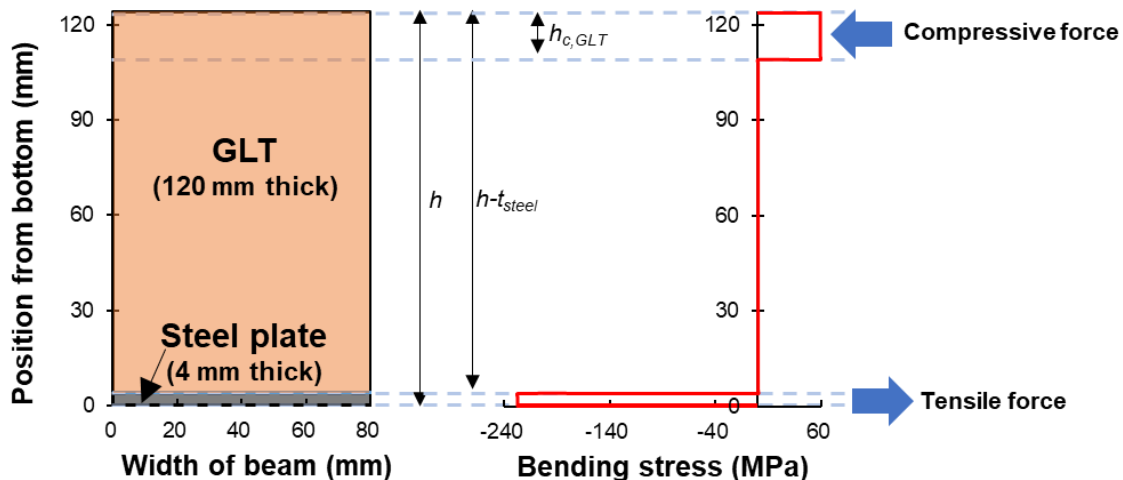 Position from bottom (mm)
120
90
60
30
0
GLT
(120 mm thick)
Steel plate
(4 mm thick)
0
20
40
60
80
Width of beam (mm)
h
h-tsteel
hc,GLT
120
90
60
30
0
-240
-140
-40
60
Bending stress (MPa)
Compressive force
Tensile force